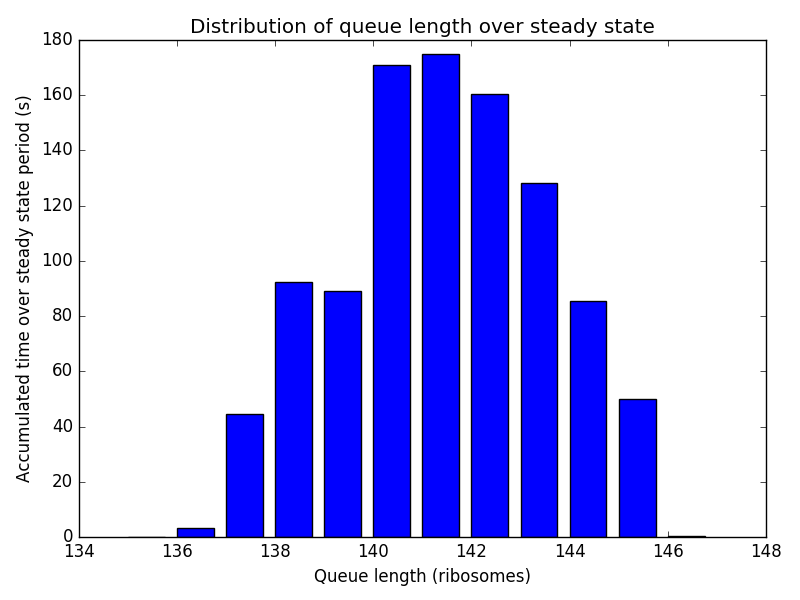 Distribution of queue length over steady state
Accumulated time over steady state period (s)
180
160
140
120
100
80
60
40
20
0
134 136 138 140 142 144 146 148
Queue length (ribosomes)